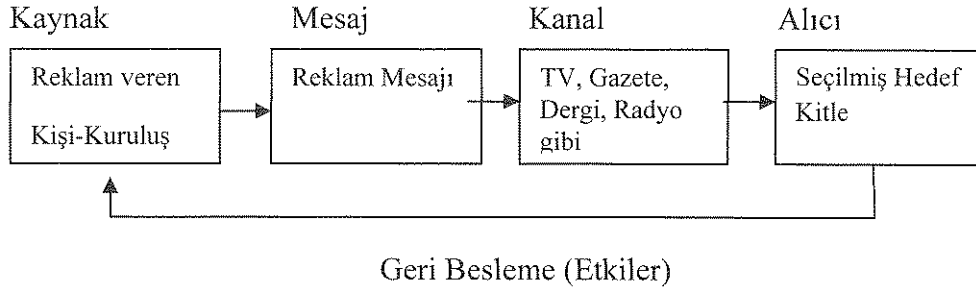 Kaynak
Mesaj
Kanal
Alıcı
Reklam veren
Kişi-Kuruluş
Reklam Mesajı
TV, Gazete,
Dergi, Radyo
gibi
Seçilmiş Hedef
Kitle
Geri Besleme (Etkiler)